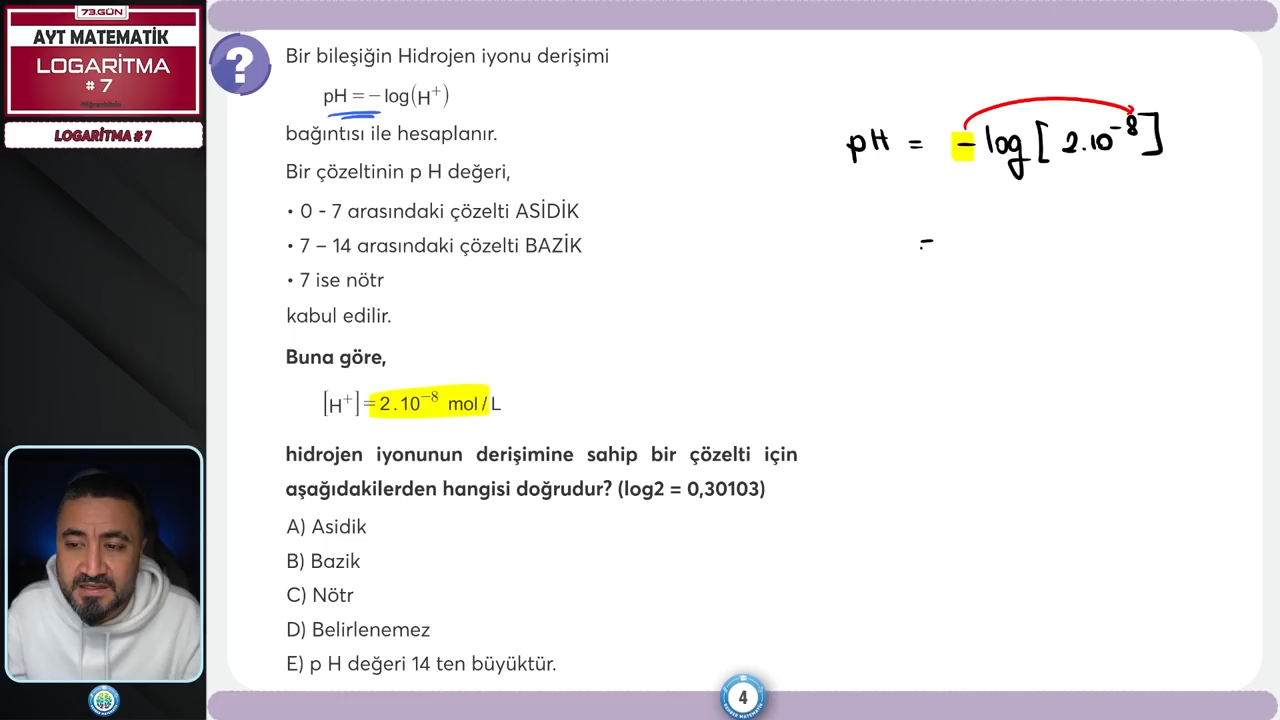 73.GÜN
AYT MATEMATİK
LOGARİTMA
# 7
LOGARİTMA # 7
?
Bir bileşiğin Hidrojen iyonu derişimi
pH = − log(H⁺)
bağıntısı ile hesaplanır.
Bir çözeltinin p H değeri,
• 0 - 7 arasındaki çözelti ASİDİK
• 7 – 14 arasındaki çözelti BAZİK
• 7 ise nötr
kabul edilir.
Buna göre,
[H⁺] = 2 . 10⁻⁸ mol / L
hidrojen iyonunun derişimine sahip bir çözelti için
aşağıdakilerden hangisi doğrudur? (log2 = 0,30103)
A) Asidik
B) Bazik
C) Nötr
D) Belirlenemez
E) p H değeri 14 ten büyüktür.
pH = − log [ 2.10⁻⁸ ]
=
4